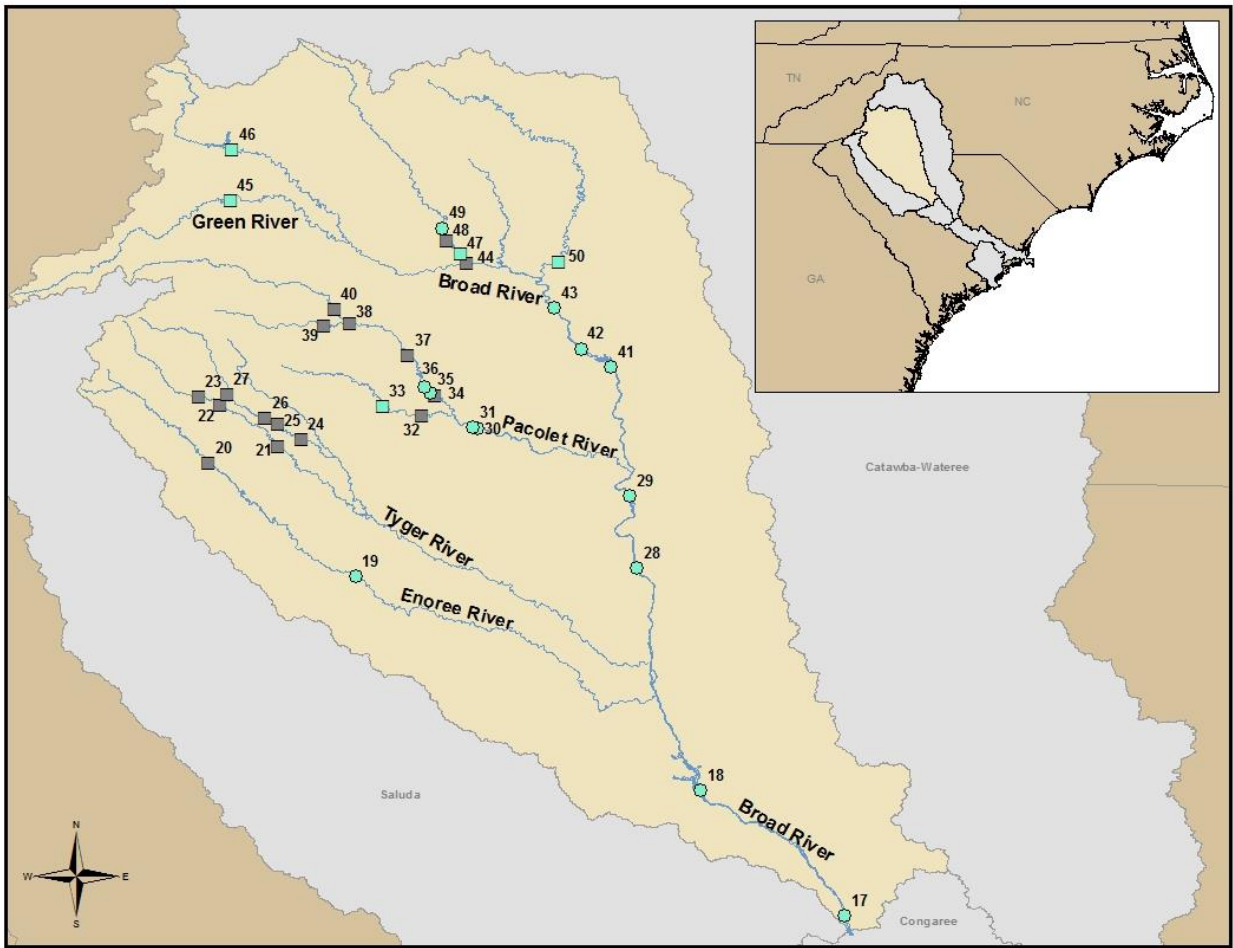 TN
NC
GA
46
45
Green River
49
48
47
44
50
Broad River
43
42
41
40
38
39
37
36
35
34
33
32
31
30
Pacolet River
23
27
22
26
25
24
21
20
29
28
Catawba-Wateree
Tyger River
19
Enoree River
18
Broad River
Saluda
17
Congaree
N
W
E
S